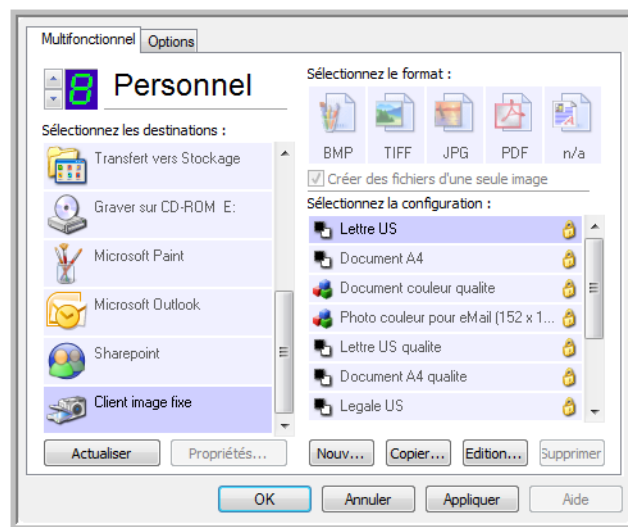 Multifonctionnel
Options
8
Personnel
Sélectionnez les destinations :
Transfert vers Stockage
Graver sur CD-ROM E:
Microsoft Paint
Microsoft Outlook
Sharepoint
Client image fixe
Actualiser
Propriétés...
Sélectionnez le format :
BMP TIFF JPG PDF n/a
Créer des fichiers d'une seule image
Sélectionnez la configuration :
Lettre US
Document A4
Document couleur qualite
Photo couleur pour eMail (152 x 1...
Lettre US qualite
Document A4 qualite
Legale US
Nouv...
Copier...
Edition...
Supprimer
OK
Annuler
Appliquer
Aide